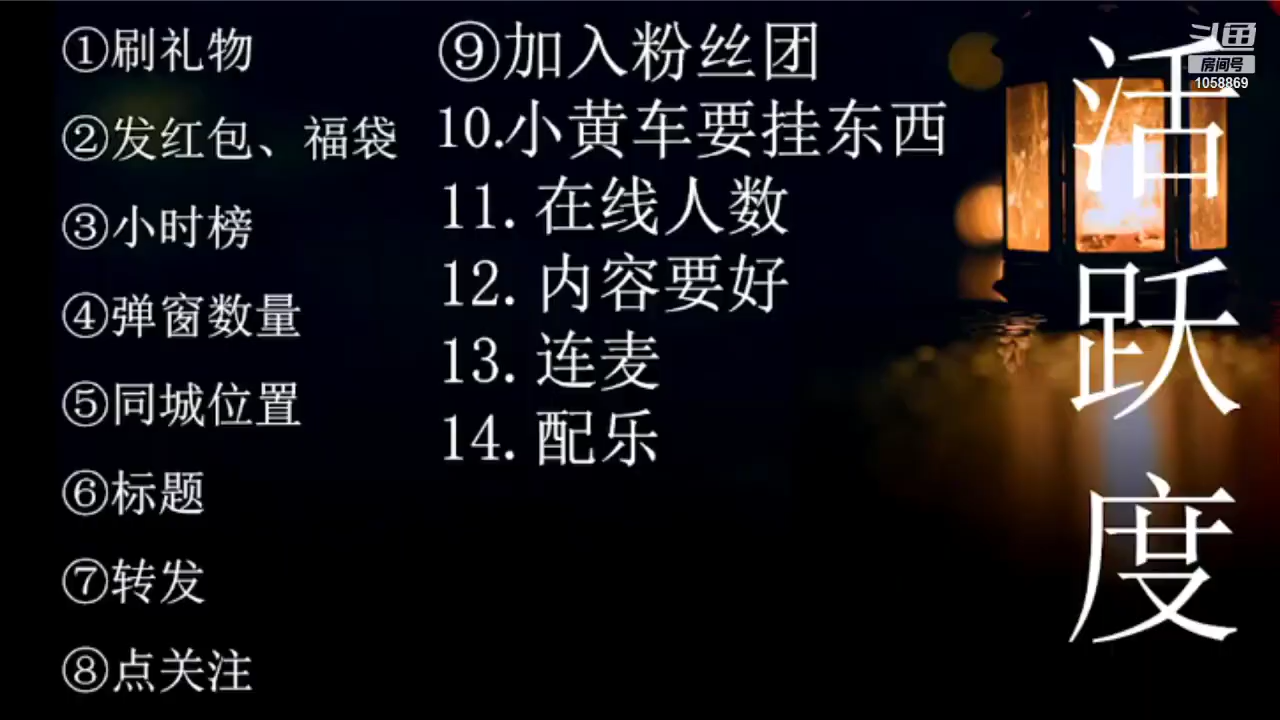 ①刷礼物
②发红包、福袋
③小时榜
④弹窗数量
⑤同城位置
⑥标题
⑦转发
⑧点关注
⑨加入粉丝团
10.小黄车要挂东西
11. 在线人数
12. 内容要好
13. 连麦
14. 配乐
活跃度
斗鱼
房间号
1058869